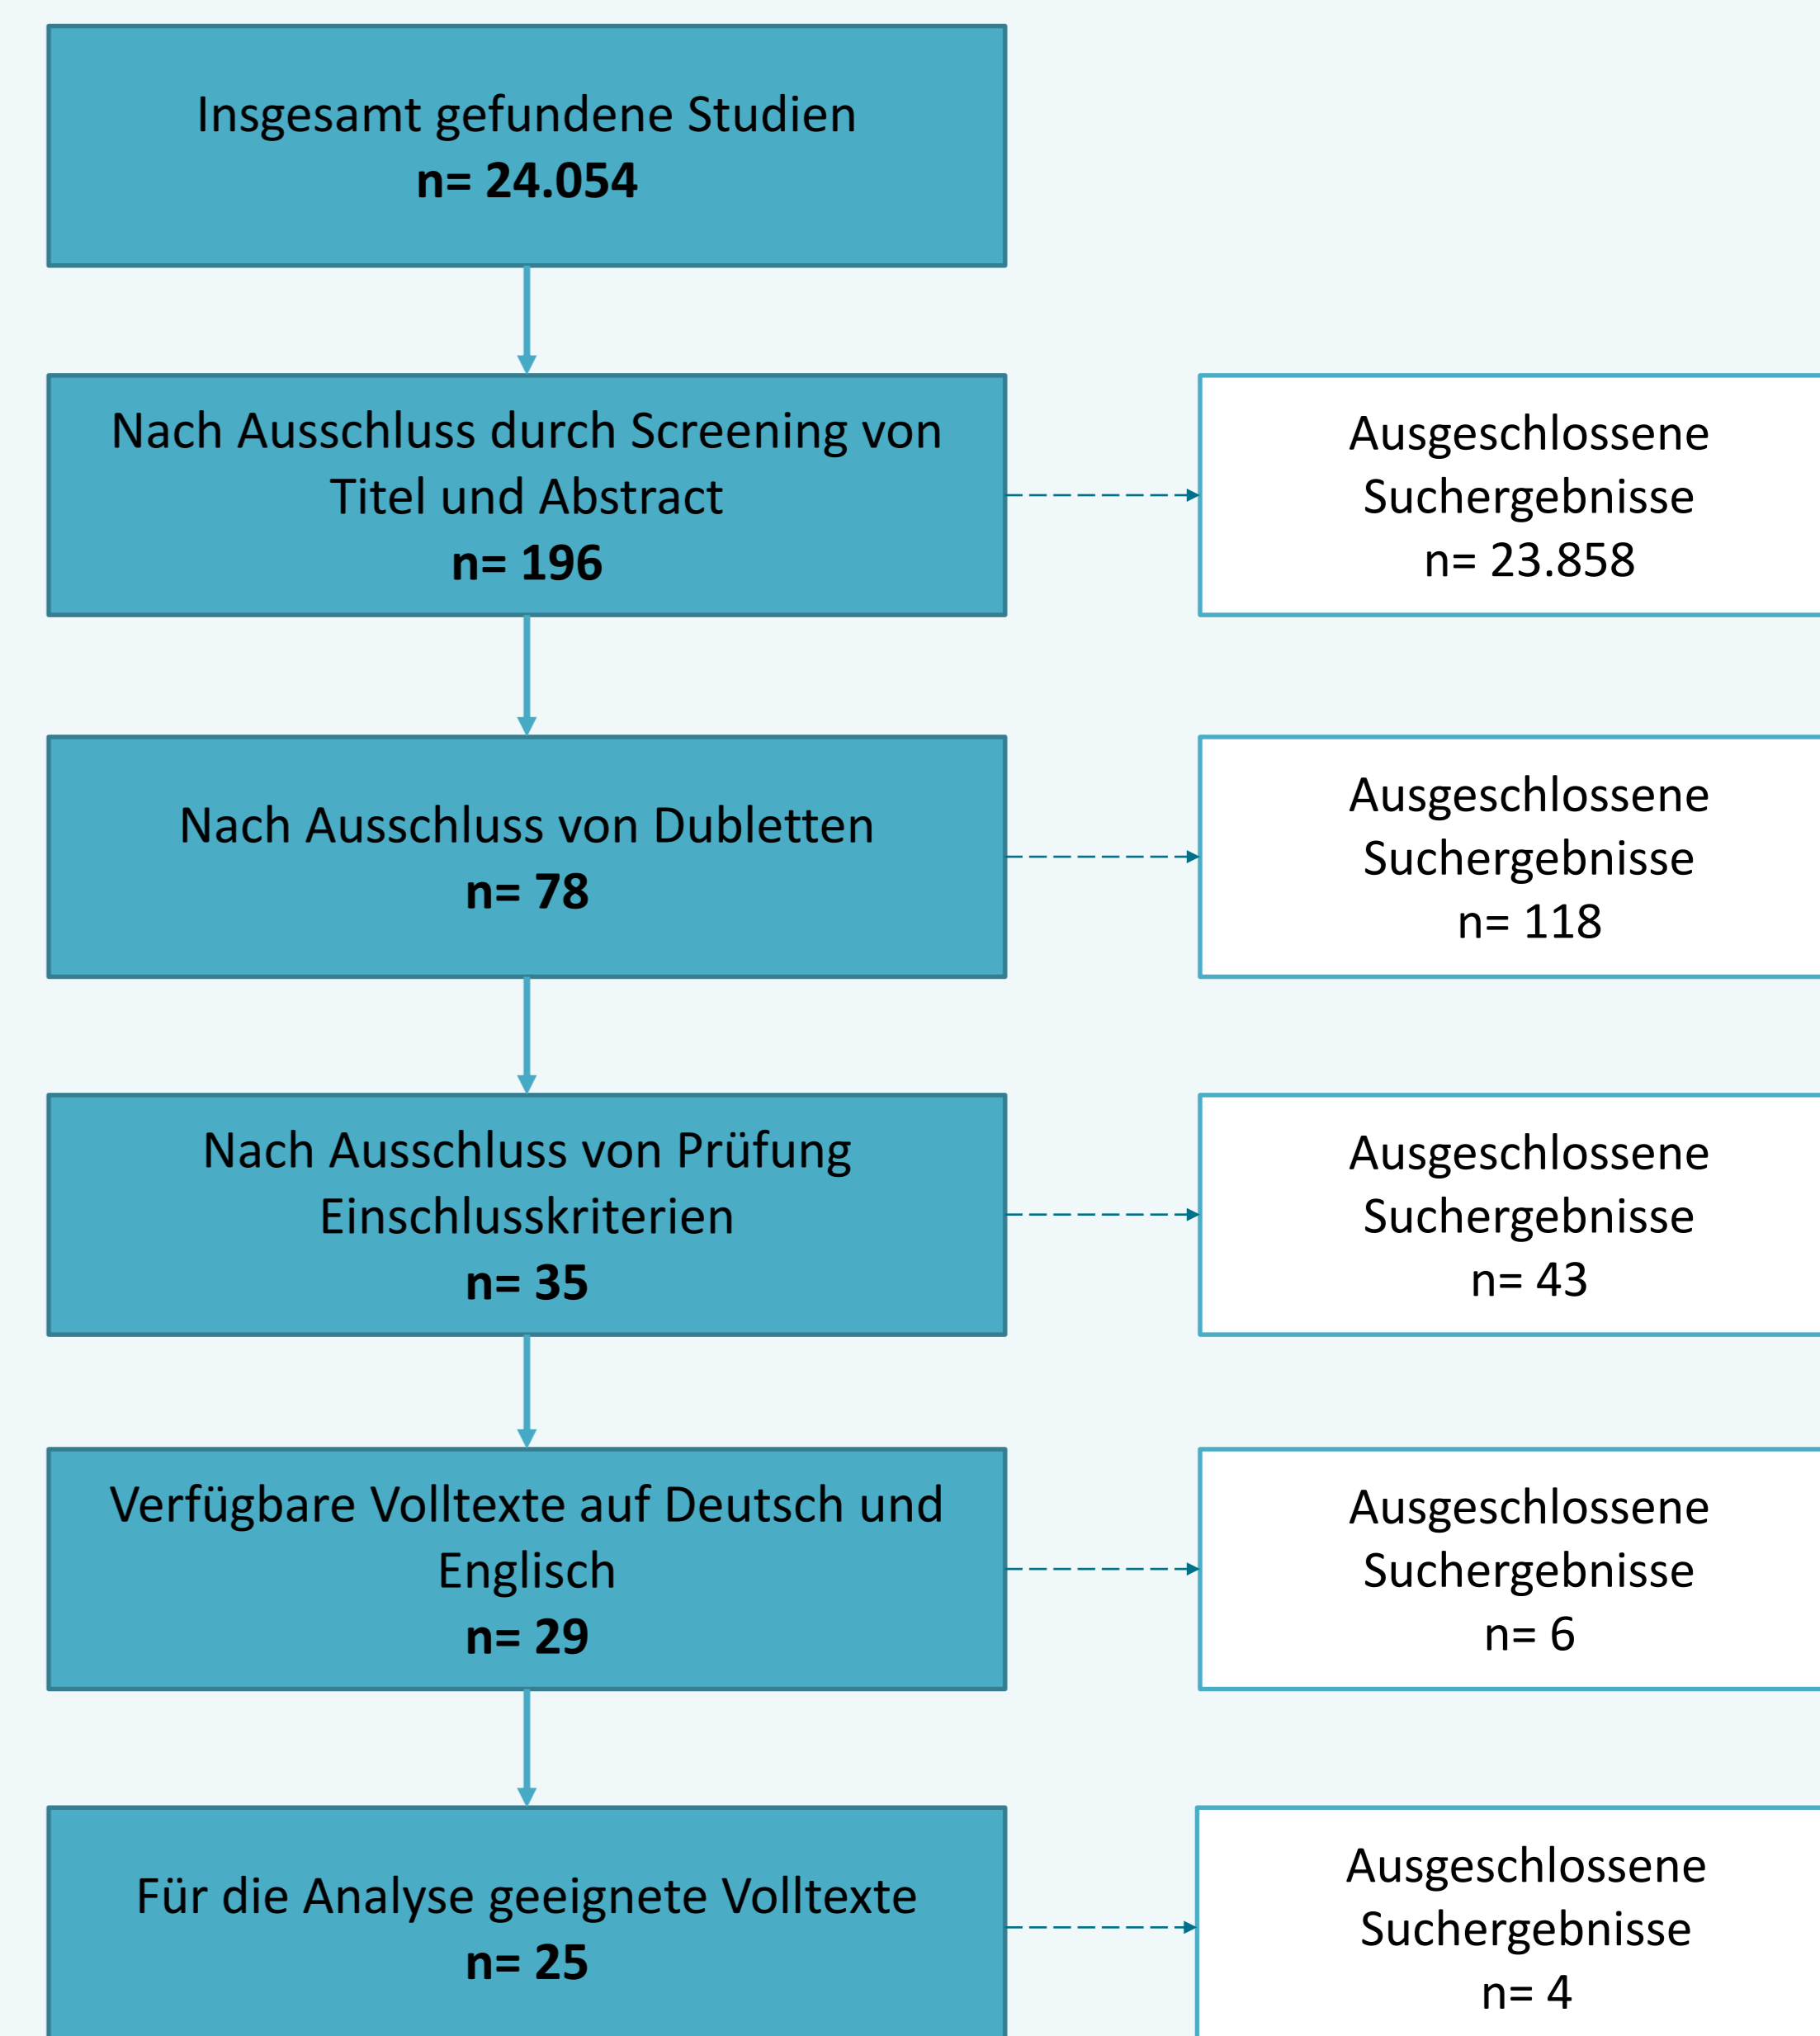 Insgesamt gefundene Studien
n= 24.054
Nach Ausschluss durch Screening von
Titel und Abstract
n= 196
Ausgeschlossene
Suchergebnisse
n= 23.858
Nach Ausschluss von Dubletten
n= 78
Ausgeschlossene
Suchergebnisse
n= 118
Nach Ausschluss von Prüfung
Einschlusskriterien
n= 35
Ausgeschlossene
Suchergebnisse
n= 43
Verfügbare Volltexte auf Deutsch und
Englisch
n= 29
Ausgeschlossene
Suchergebnisse
n= 6
Für die Analyse geeignete Volltexte
n= 25
Ausgeschlossene
Suchergebnisse
n= 4